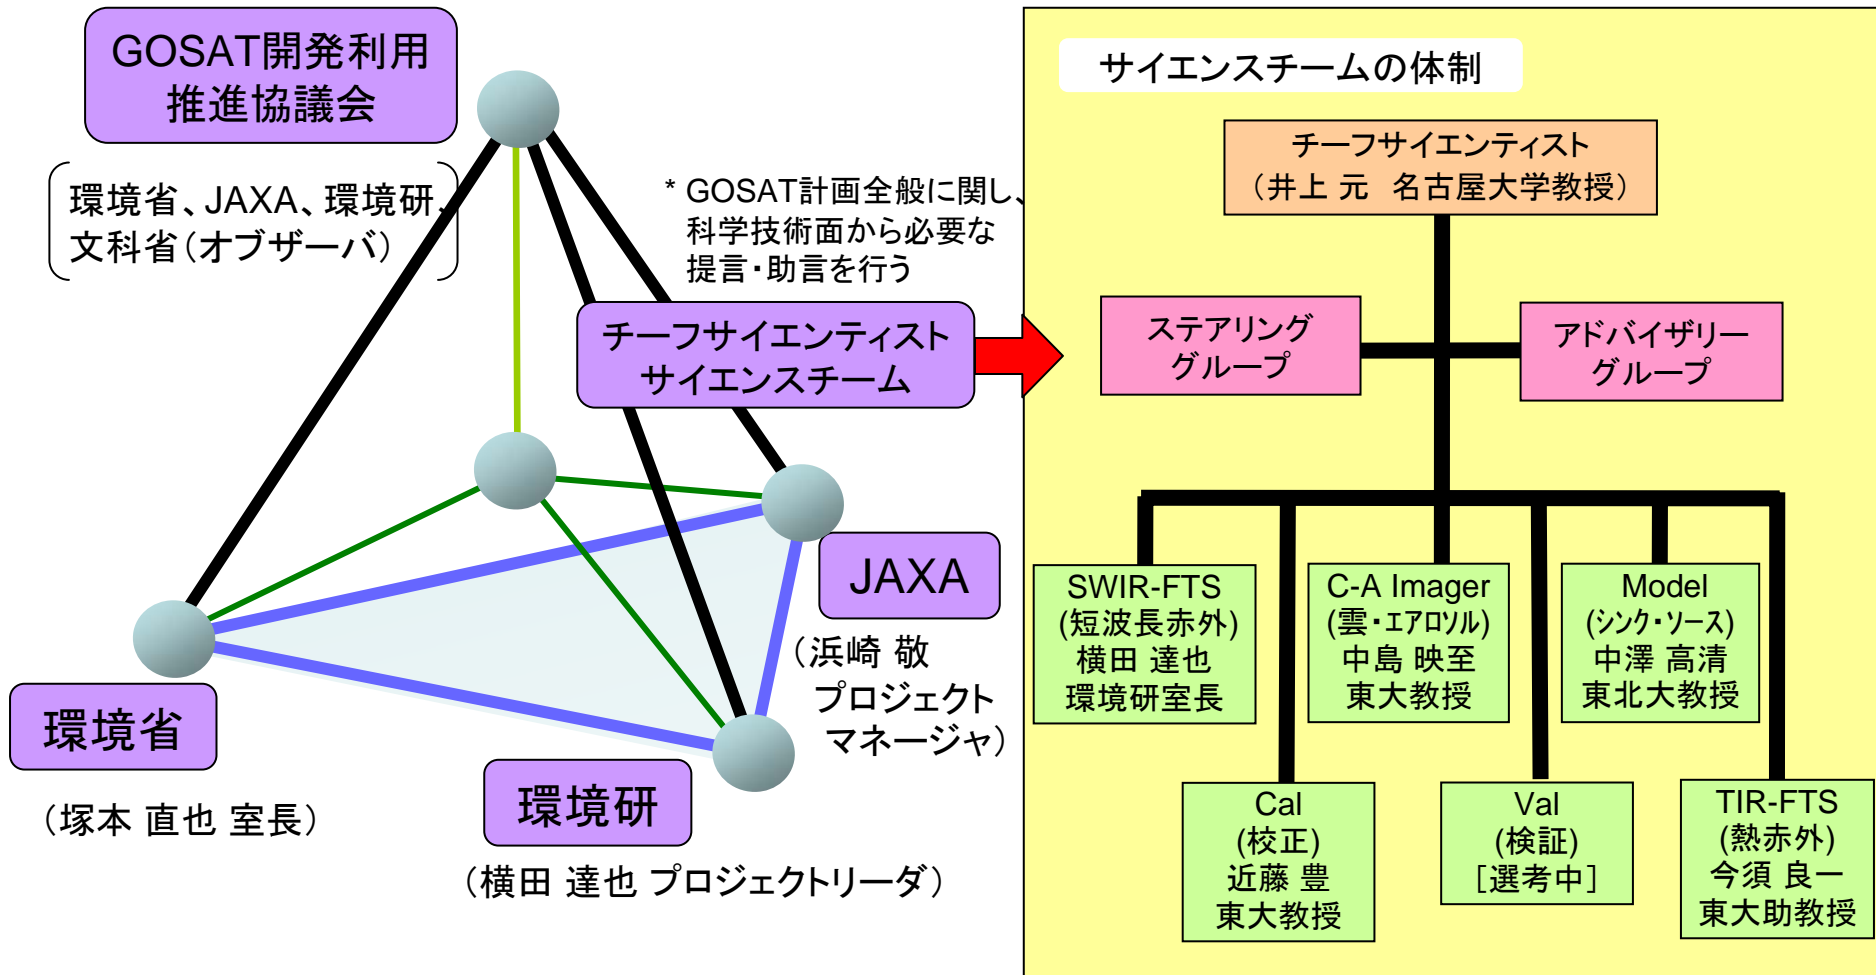 GOSAT開発利用
推進協議会
環境省、JAXA、環境研、
文科省（オブザーバ）
* GOSAT計画全般に関し、
科学技術面から必要な
提言・助言を行う
チーフサイエンティスト
サイエンスチーム
JAXA
（浜崎 敬
プロジェクト
マネージャ）
環境省
（塚本 直也 室長）
環境研
（横田 達也 プロジェクトリーダ）
サイエンスチームの体制
チーフサイエンティスト
（井上 元　名古屋大学教授）
ステアリング
グループ
アドバイザリー
グループ
SWIR-FTS
(短波長赤外)
横田 達也
環境研室長
C-A Imager
(雲・エアロゾル)
中島 映至
東大教授
Model
(シンク・ソース)
中澤 高清
東北大教授
Cal
(校正)
近藤 豊
東大教授
Val
(検証)
［選考中］
TIR-FTS
(熱赤外)
今須 良一
東大助教授